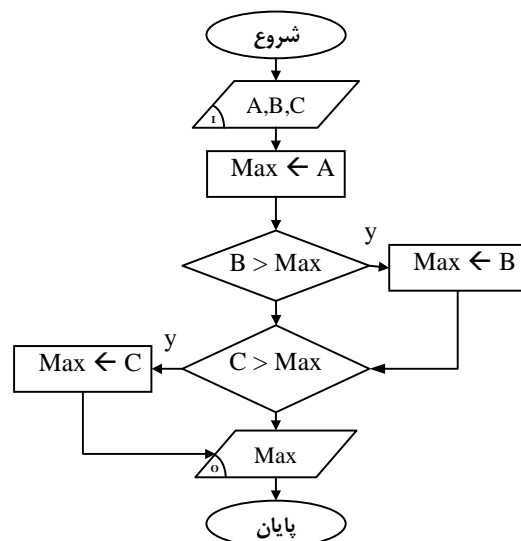 شروع
A,B,C
I
Max ← A
y
B > Max
Max ← B
y
Max ← C
C > Max
Max
O
پایان